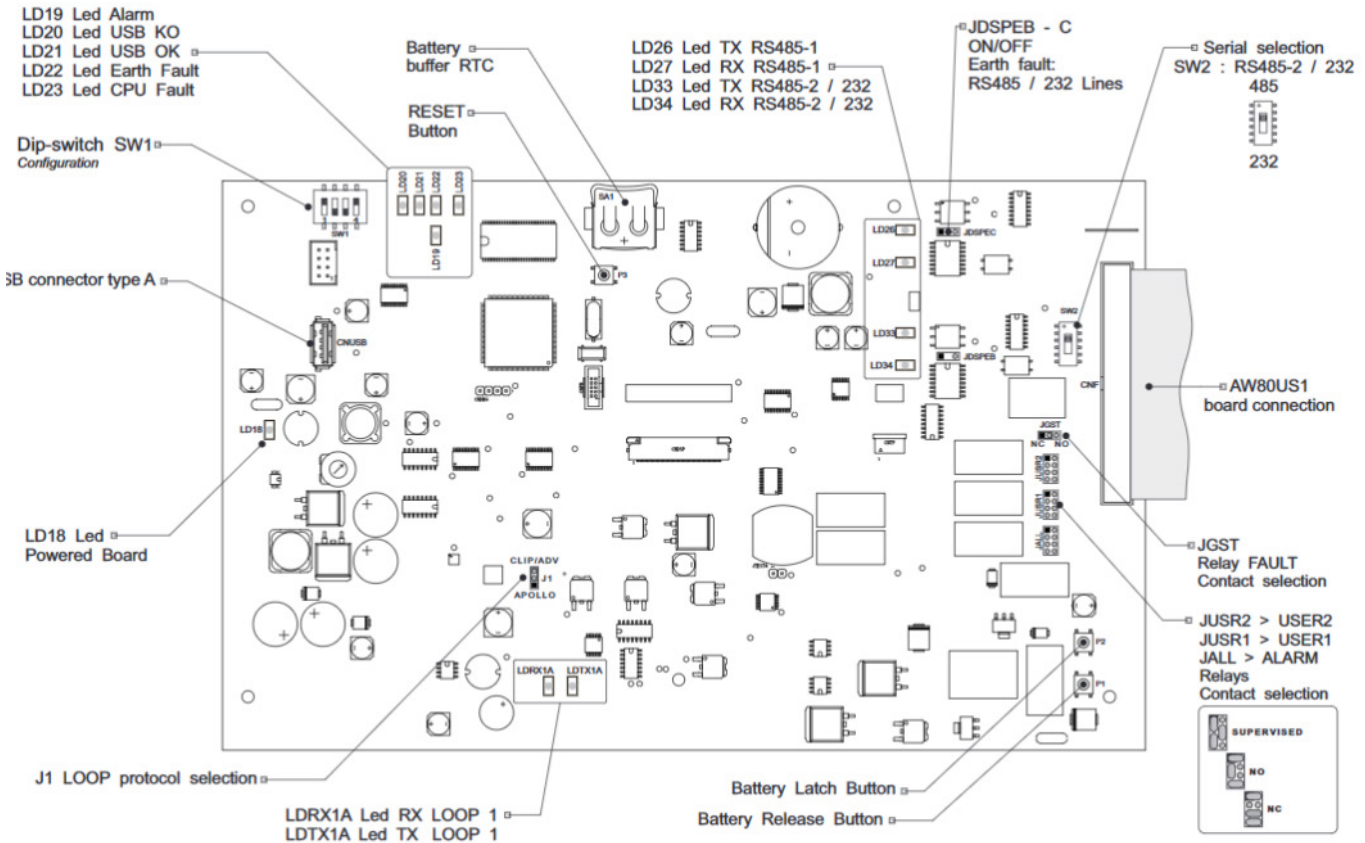 LD19 Led Alarm
LD20 Led USB KO
LD21 Led USB OK
LD22 Led Earth Fault
LD23 Led CPU Fault
Battery
buffer RTC
RESET
Button
LD26 Led TX RS485-1
LD27 Led RX RS485-1
LD33 Led TX RS485-2 / 232
LD34 Led RX RS485-2 / 232
JDSPEB - C
ON/OFF
Earth fault:
RS485 / 232 Lines
Serial selection
SW2 : RS485-2 / 232
485
232
Dip-switch SW1
Configuration
SB connector type A
LD18 Led
Powered Board
J1 LOOP protocol selection
LDRX1A Led RX LOOP 1
LDTX1A Led TX LOOP 1
Battery Latch Button
Battery Release Button
AW80US1
board connection
JGST
Relay FAULT
Contact selection
JUSR2 > USER2
JUSR1 > USER1
JALL > ALARM
Relays
Contact selection
SUPERVISED
NO
NC
1 4
SW1
LD20
LD21
LD22
LD23
LD19
SA1
P3
CNUSB
LD18
LD26
LD27
LD33
LD34
JDSPEC
JDSPEB
SW2
CNF
JGST
NC NO
JUSR2
JUSR1
JALL
CLIP/ADV
J1
APOLLO
LDRX1A LDTX1A
P2
P1